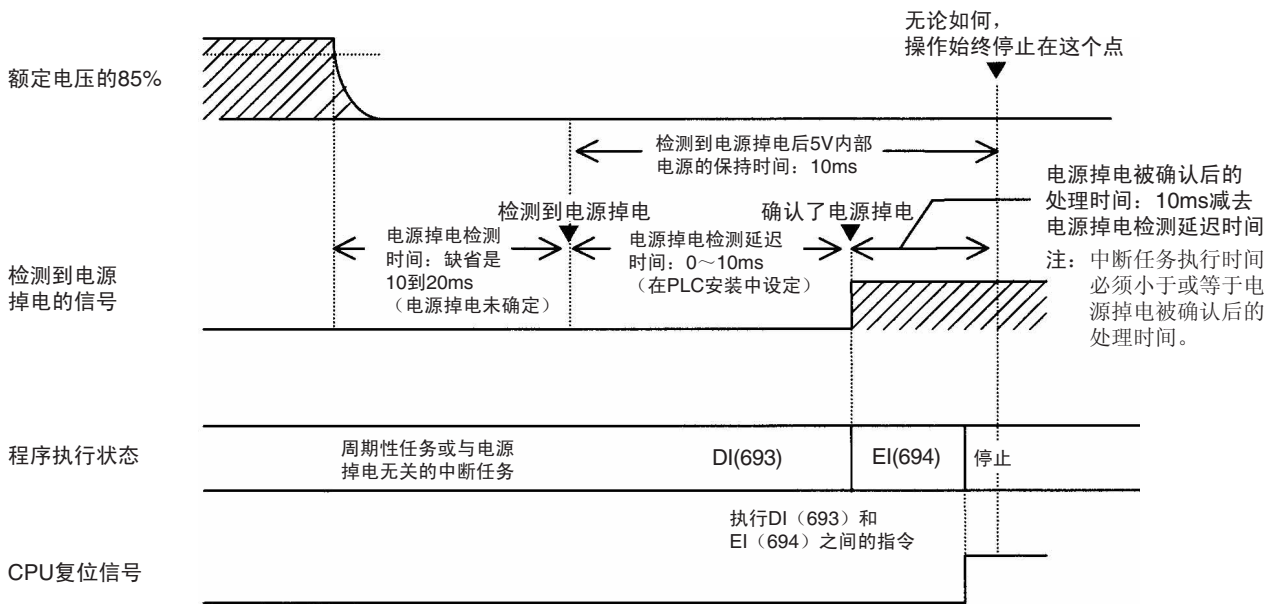 无论如何，
操作始终停止在这个点
额定电压的85%
检测到电源掉电后5V内部
电源的保持时间：10ms
电源掉电被确认后的
处理时间：10ms减去
电源掉电检测延迟时间
注：中断任务执行时间
必须小于或等于电
源掉电被确认后的
处理时间。
检测到电源掉电
确认了电源掉电
电源掉电检测
时间：缺省是
10到20ms
（电源掉电未确定）
电源掉电检测延迟
时间：0～10ms
（在PLC安装中设定）
检测到电源
掉电的信号
程序执行状态
周期性任务或与电源
掉电无关的中断任务
DI(693)
EI(694)
停止
执行DI（693）和
EI（694）之间的指令
CPU复位信号